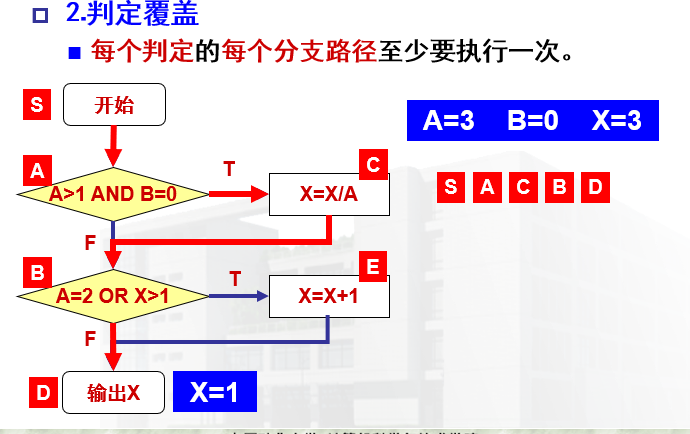 2.判定覆盖
每个判定的每个分支路径至少要执行一次。
S 开始
A=3 B=0 X=3
A A>1 AND B=0 T C X=X/A
S A C B D
F
B A=2 OR X>1 T E X=X+1
F
D 输出X X=1